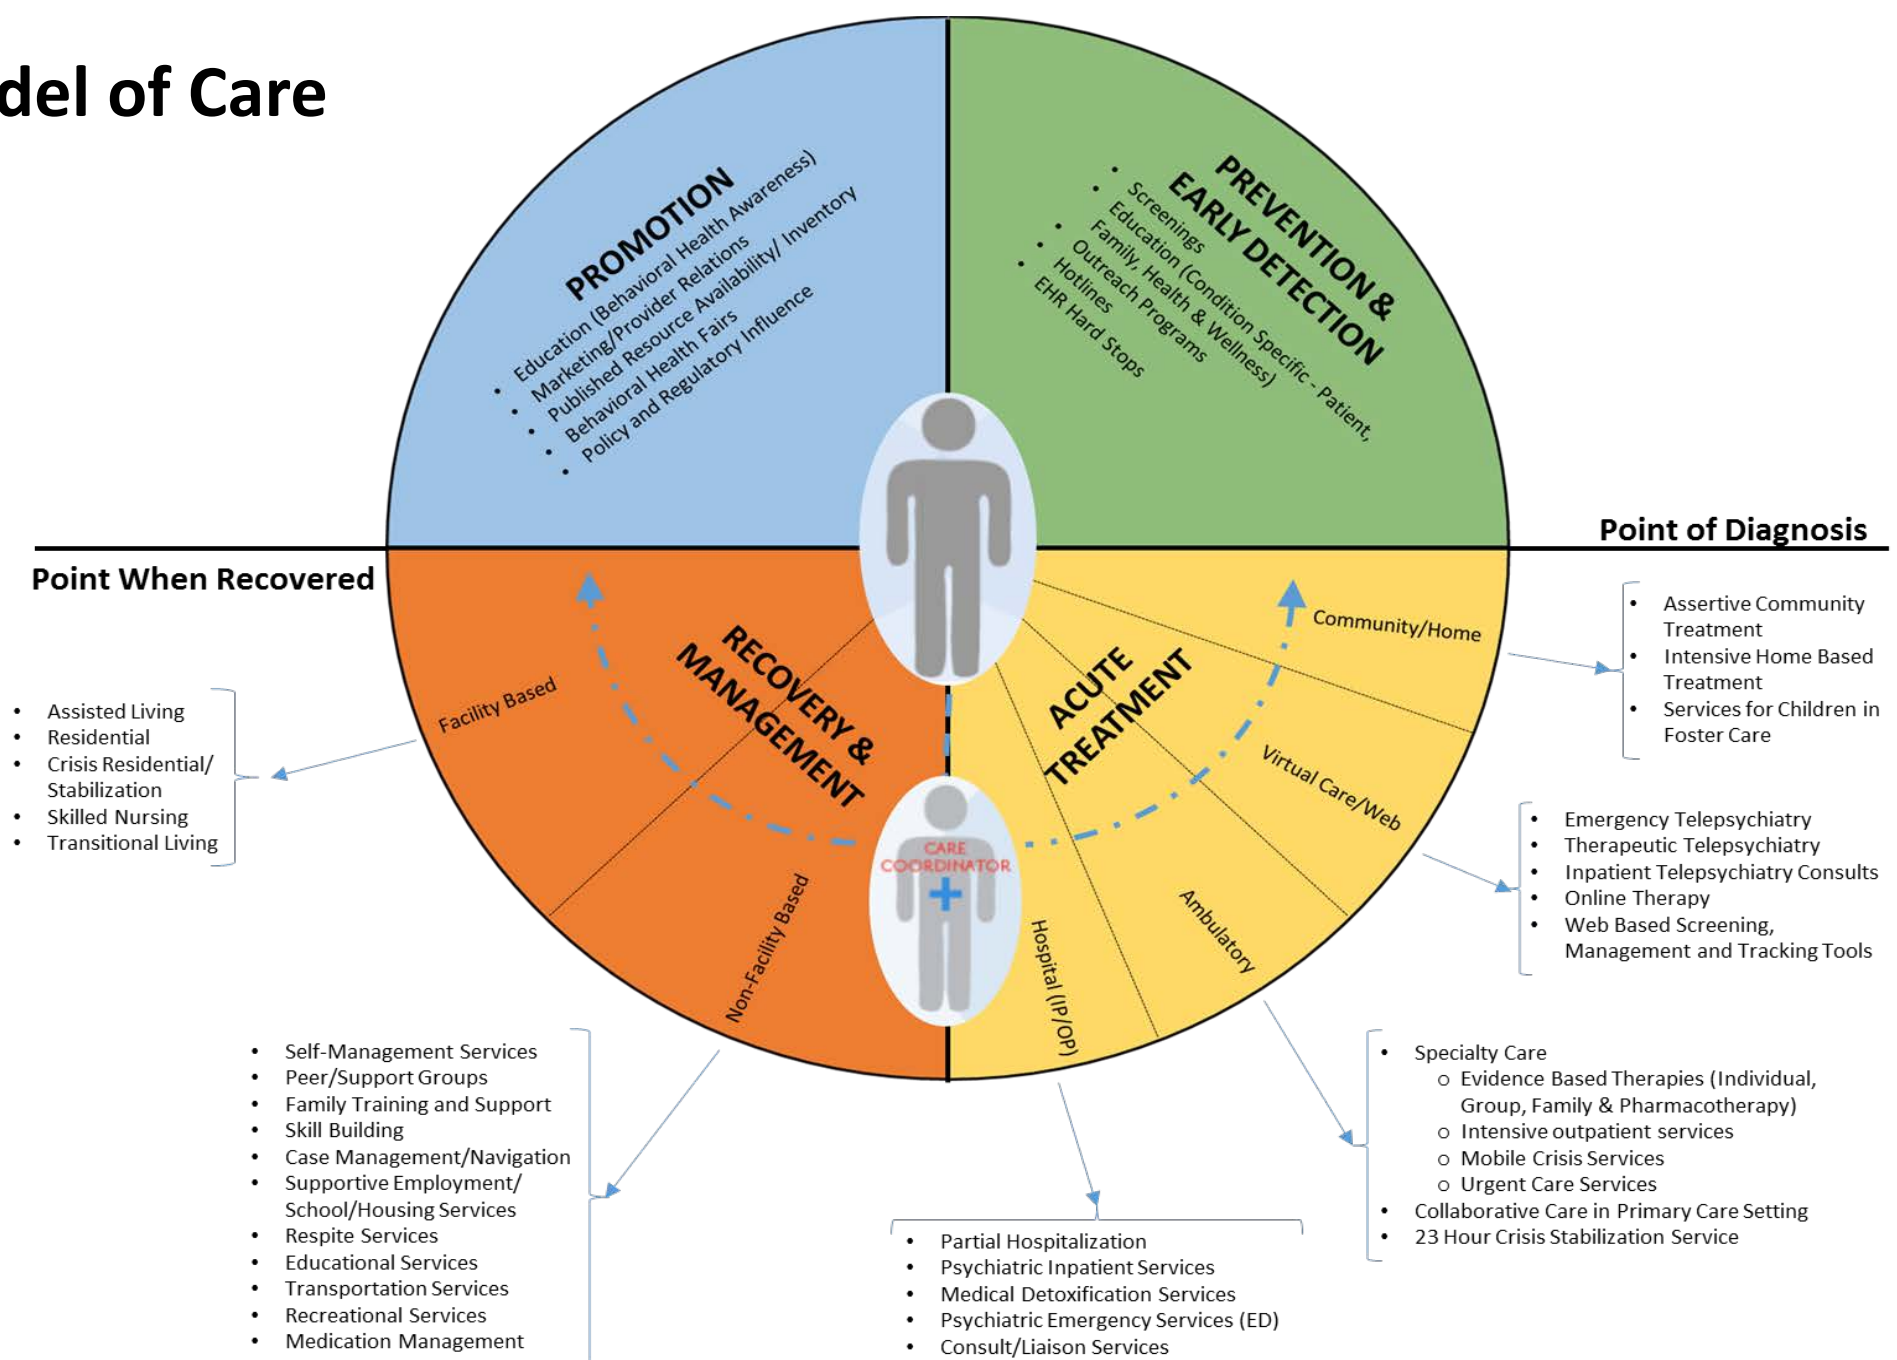 del of Care
PROMOTION
• Education (Behavioral Health Awareness)
• Marketing/Provider Relations
• Published Resource Availability/ Inventory
• Behavioral Health Fairs
• Policy and Regulatory Influence
PREVENTION &
EARLY DETECTION
• Screenings
• Education (Condition Specific - Patient,
Family, Health & Wellness)
• Outreach Programs
• Hotlines
• EHR Hard Stops
Point of Diagnosis
Point When Recovered
RECOVERY &
MANAGEMENT
Facility Based
Non-Facility Based
CARE
COORDINATOR
ACUTE
TREATMENT
Community/Home
Virtual Care/Web
Ambulatory
Hospital (IP/OP)
• Assertive Community
Treatment
• Intensive Home Based
Treatment
• Services for Children in
Foster Care
• Assisted Living
• Residential
• Crisis Residential/
Stabilization
• Skilled Nursing
• Transitional Living
• Emergency Telepsychiatry
• Therapeutic Telepsychiatry
• Inpatient Telepsychiatry Consults
• Online Therapy
• Web Based Screening,
Management and Tracking Tools
• Self-Management Services
• Peer/Support Groups
• Family Training and Support
• Skill Building
• Case Management/Navigation
• Supportive Employment/
School/Housing Services
• Respite Services
• Educational Services
• Transportation Services
• Recreational Services
• Medication Management
• Partial Hospitalization
• Psychiatric Inpatient Services
• Medical Detoxification Services
• Psychiatric Emergency Services (ED)
• Consult/Liaison Services
• Specialty Care
o Evidence Based Therapies (Individual,
Group, Family & Pharmacotherapy)
o Intensive outpatient services
o Mobile Crisis Services
o Urgent Care Services
• Collaborative Care in Primary Care Setting
• 23 Hour Crisis Stabilization Service